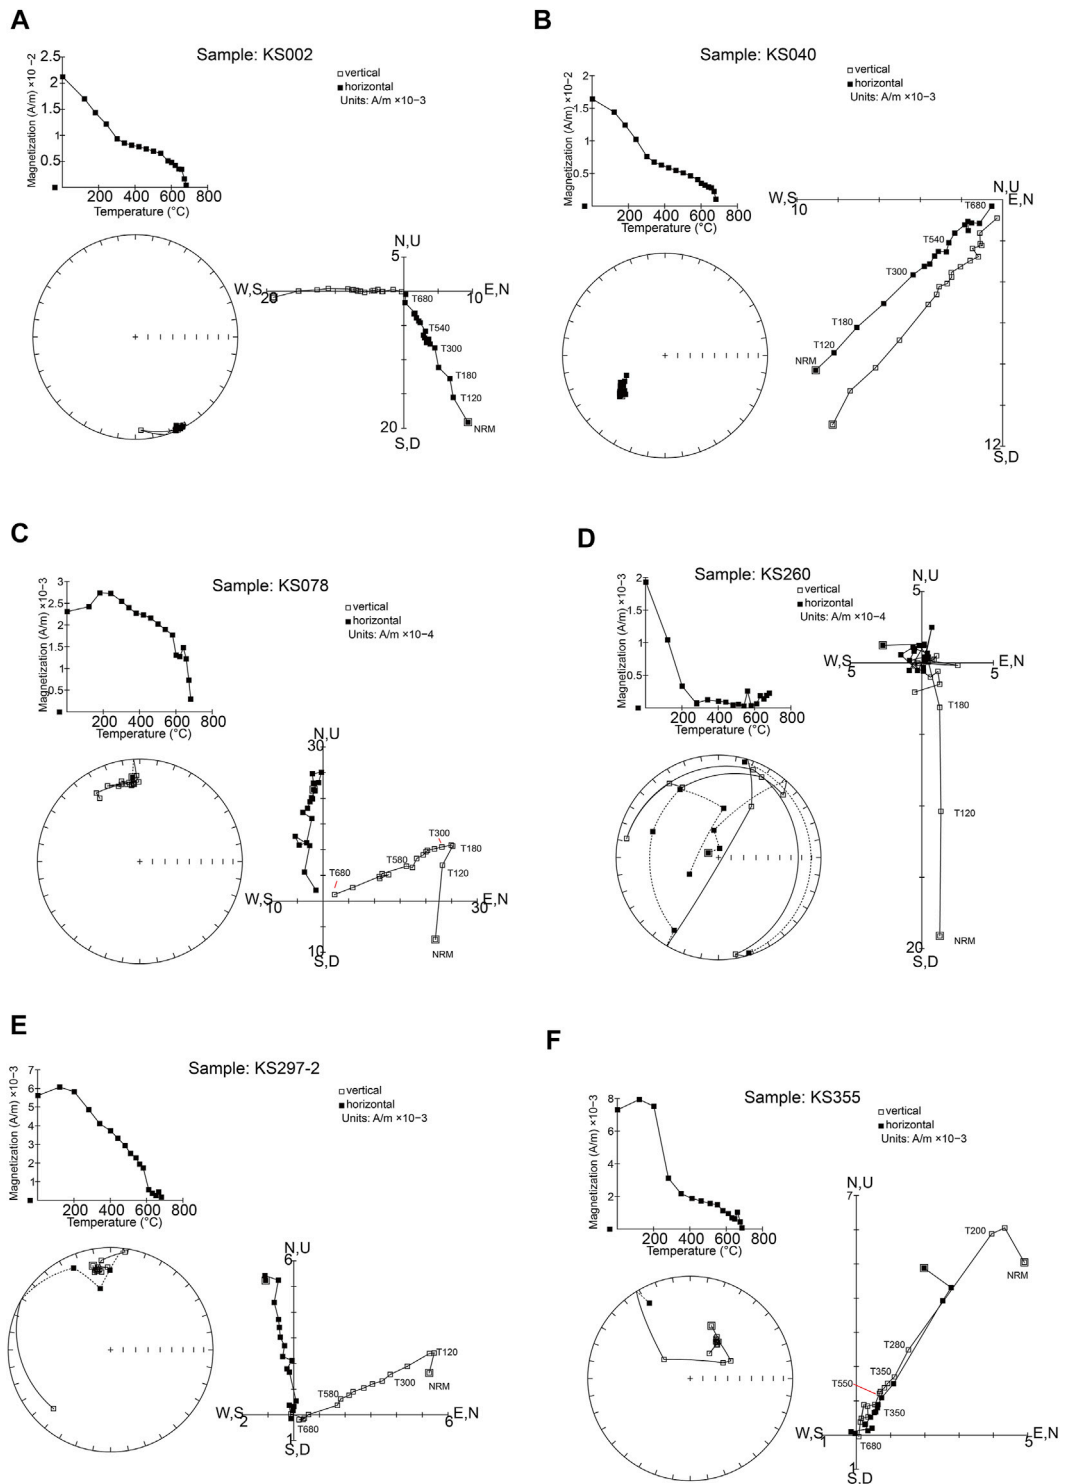 A
Sample: KS002
vertical
horizontal
Units: A/m ×10−3
Magnetization (A/m) ×10 −2
2.5
2
1.5
1
0.5
200 400 600 800
Temperature (°C)
N,U
5
W,S
20
10
E,N
T680
T540
T300
T180
T120
NRM
20
S,D
B
Sample: KS040
vertical
horizontal
Units: A/m ×10−3
Magnetization (A/m) ×10−2
2
1.5
1
0.5
200 400 600 800
Temperature (°C)
N,U
W,S
10
E,N
T680
T540
T300
T180
T120
NRM
12
S,D
C
Sample: KS078
vertical
horizontal
Units: A/m ×10−4
Magnetization (A/m) ×10−3
3
2.5
2
1.5
1
0.5
200 400 600 800
Temperature (°C)
N,U
30
T300
T180
T580
T120
T680
W,S
10
30
E,N
NRM
10
S,D
D
Sample: KS260
vertical
horizontal
Units: A/m ×10−4
Magnetization (A/m) ×10−3
2
1.5
1
0.5
200 400 600 800
Temperature (°C)
N,U
5
W,S
5
5
E,N
T180
T120
NRM
20
S,D
E
Sample: KS297-2
vertical
horizontal
Units: A/m ×10−3
Magnetization (A/m) ×10−3
7
6
5
4
3
2
1
200 400 600 800
Temperature (°C)
N,U
6
T120
T300
NRM
T580
W,S
2
6
E,N
T680
1
S,D
F
Sample: KS355
vertical
horizontal
Units: A/m ×10−3
Magnetization (A/m) ×10−3
8
6
4
2
200 400 600 800
Temperature (°C)
N,U
7
T200
NRM
T280
T350
T550
T350
W,S
1
5
E,N
T680
1
S,D